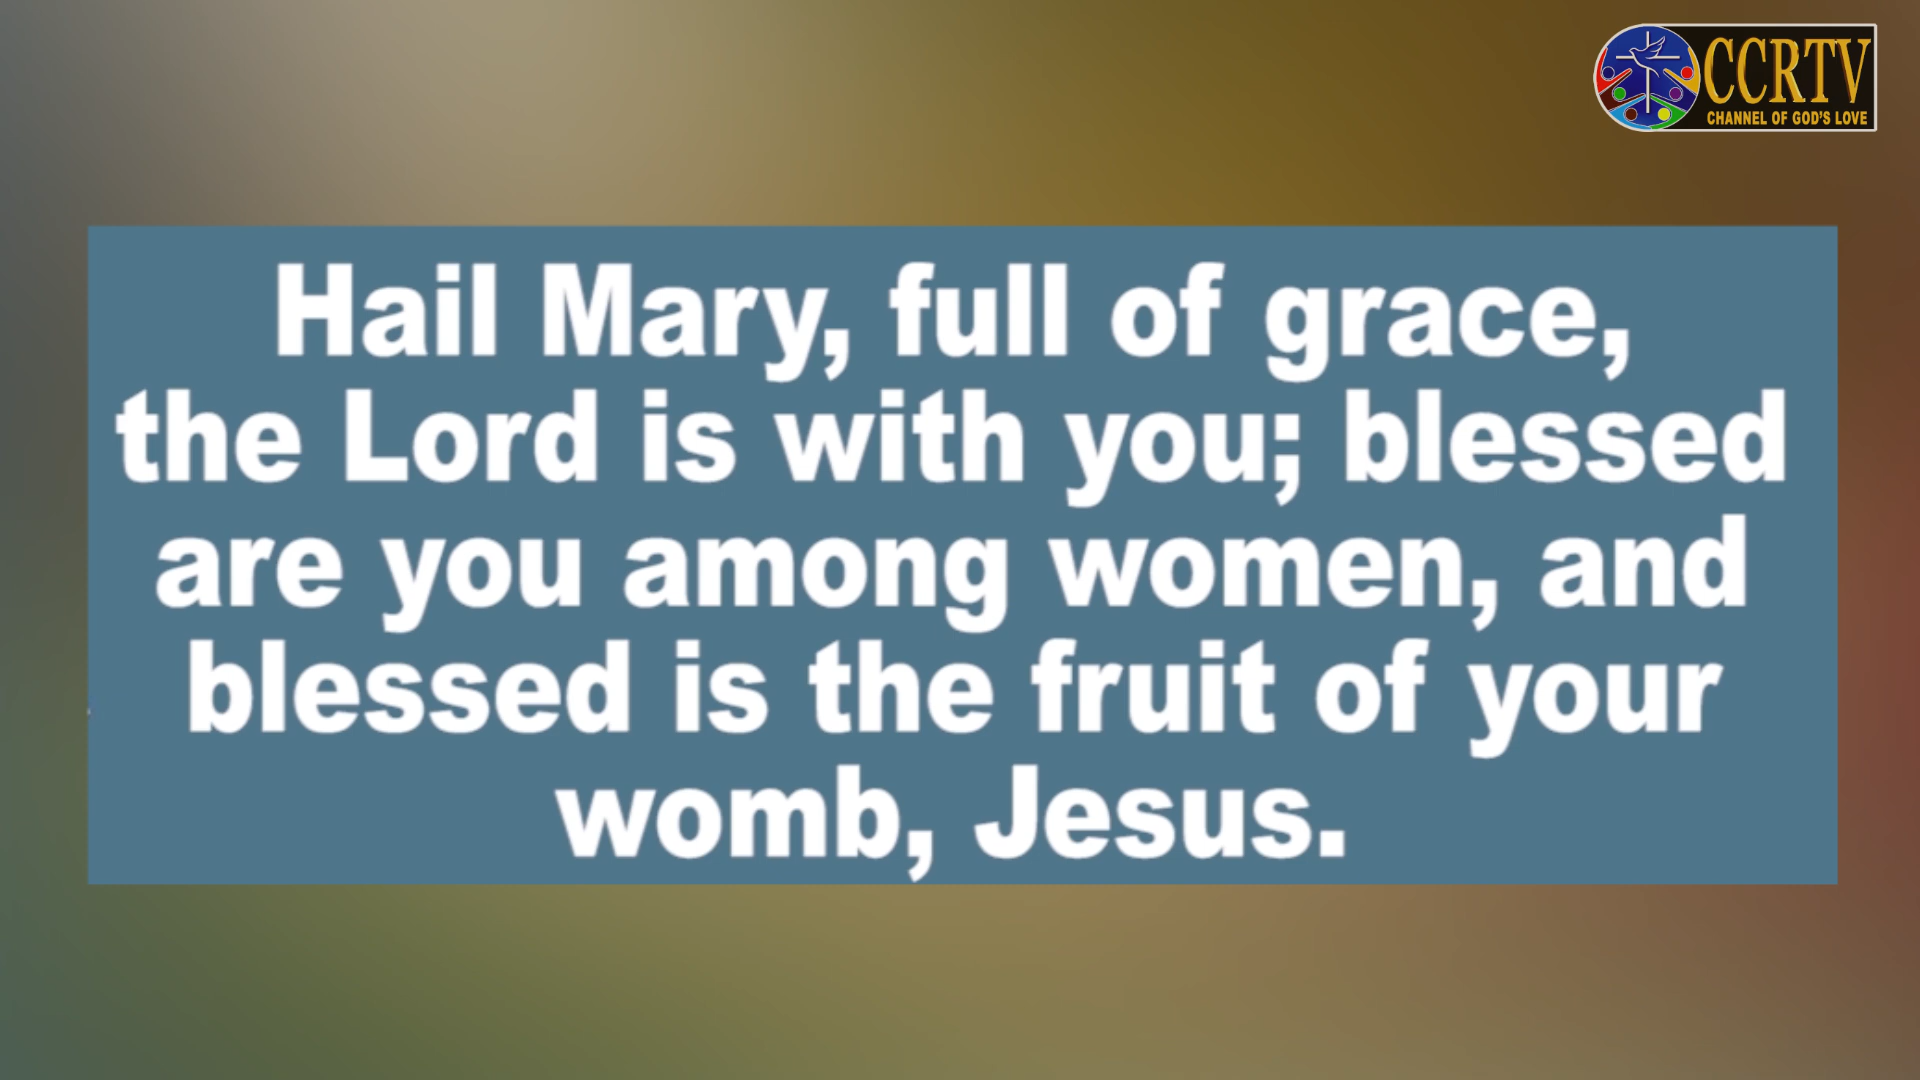 CCRTV
CHANNEL OF GOD'S LOVE
Hail Mary, full of grace,
the Lord is with you; blessed
are you among women, and
blessed is the fruit of your
womb, Jesus.